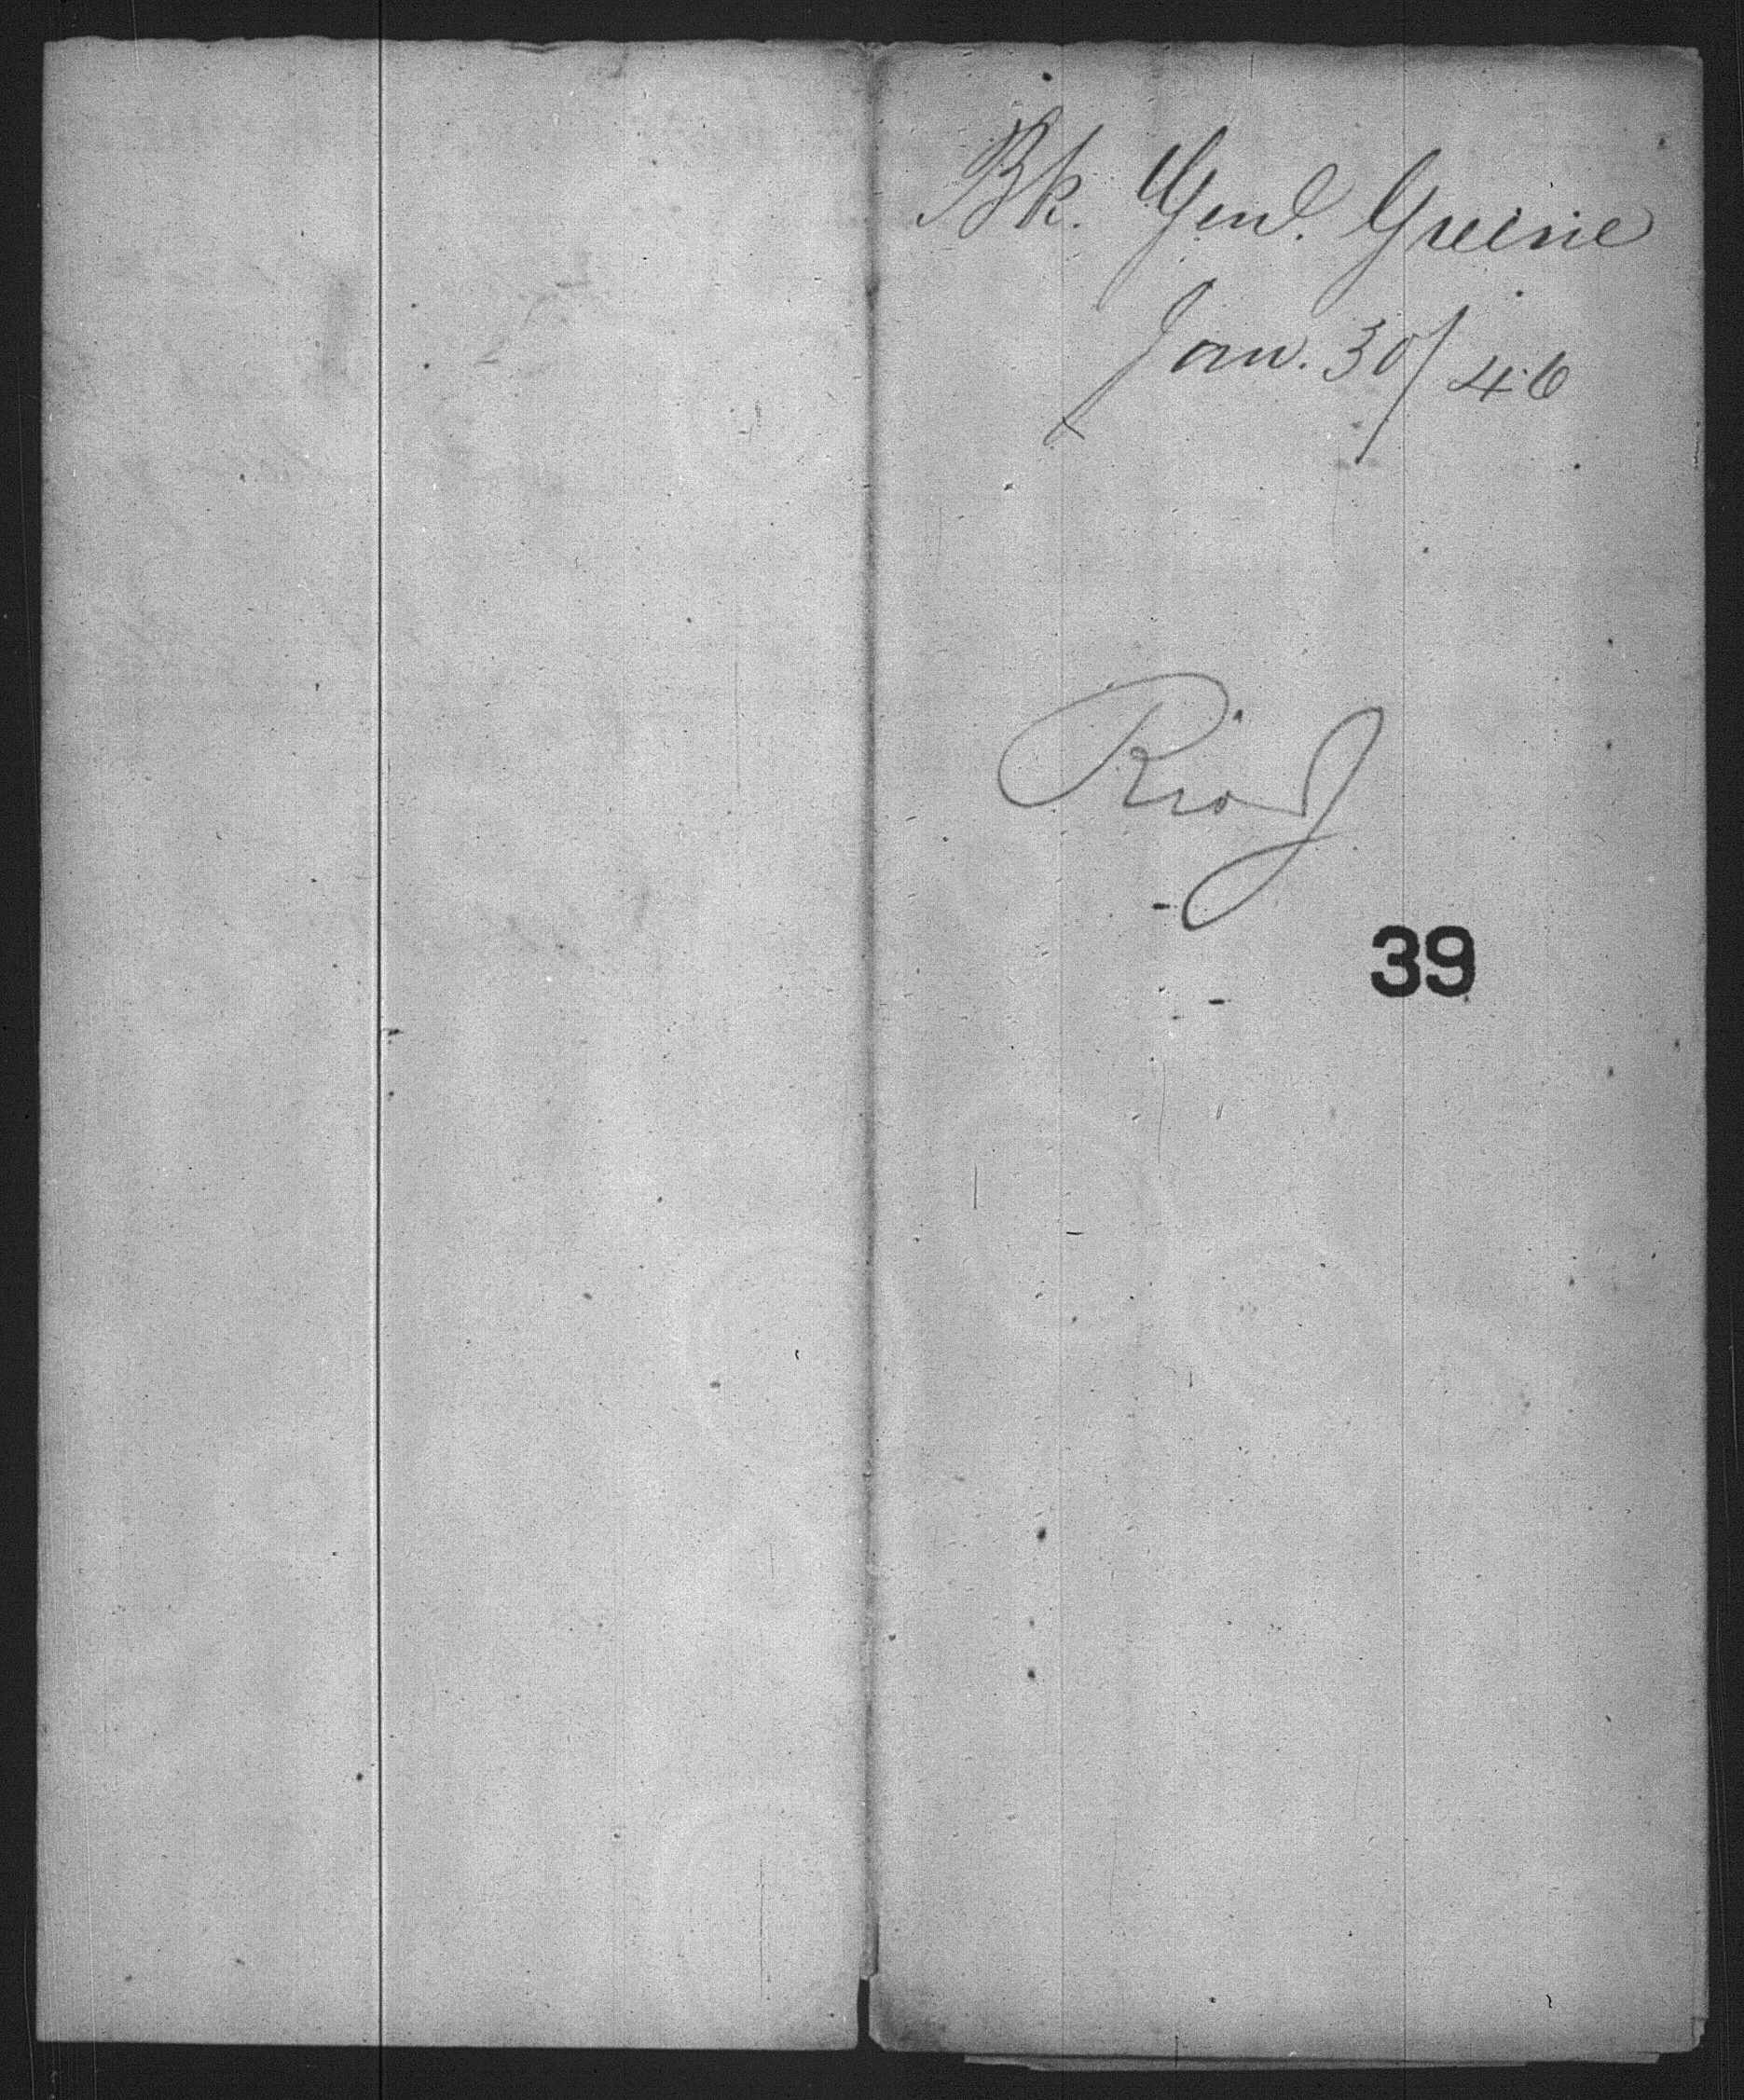 Bk. Genl. Greene
Jan. 30/46
Rio J
39